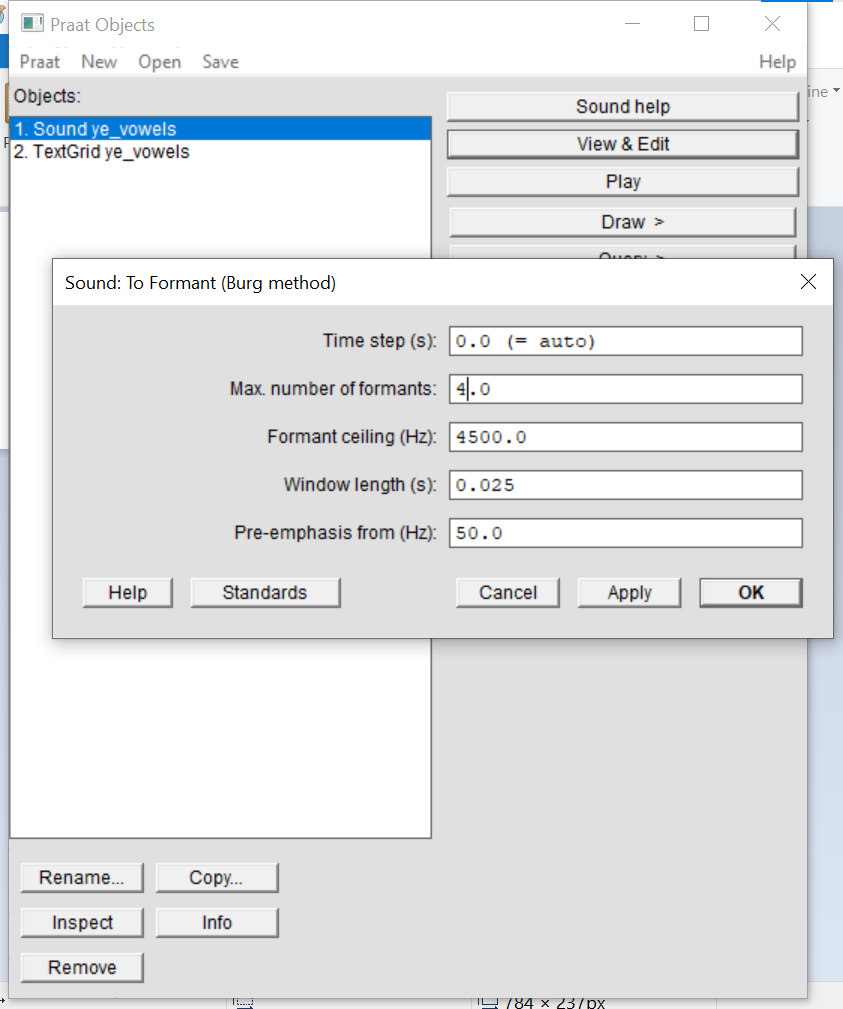 Praat Objects
Praat New Open Save Help
ine
Objects:
1. Sound ye_vowels
2. TextGrid ye_vowels
Sound help
View & Edit
Play
Draw >
Sound: To Formant (Burg method)
Time step (s): 0.0 (= auto)
Max. number of formants: 4.0
Formant ceiling (Hz): 4500.0
Window length (s): 0.025
Pre-emphasis from (Hz): 50.0
Help Standards Cancel Apply OK
Rename... Copy...
Inspect Info
Remove
784 × 237px